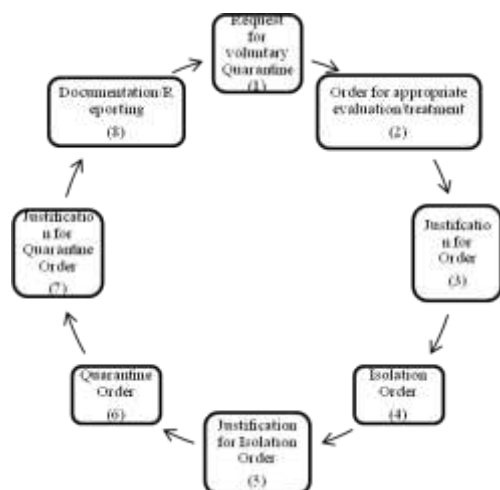 Request
for
voluntary
Quarantine
(1)
Order for appropriate
evaluation/treatment
(2)
Justifcatio
n for
Order
(3)
Isolation
Order
(4)
Justification
for Isolation
Order
(5)
Quarantine
Order
(6)
Justificatio
n for
Quarantine
Order
(7)
Documentation/R
eporting
(8)